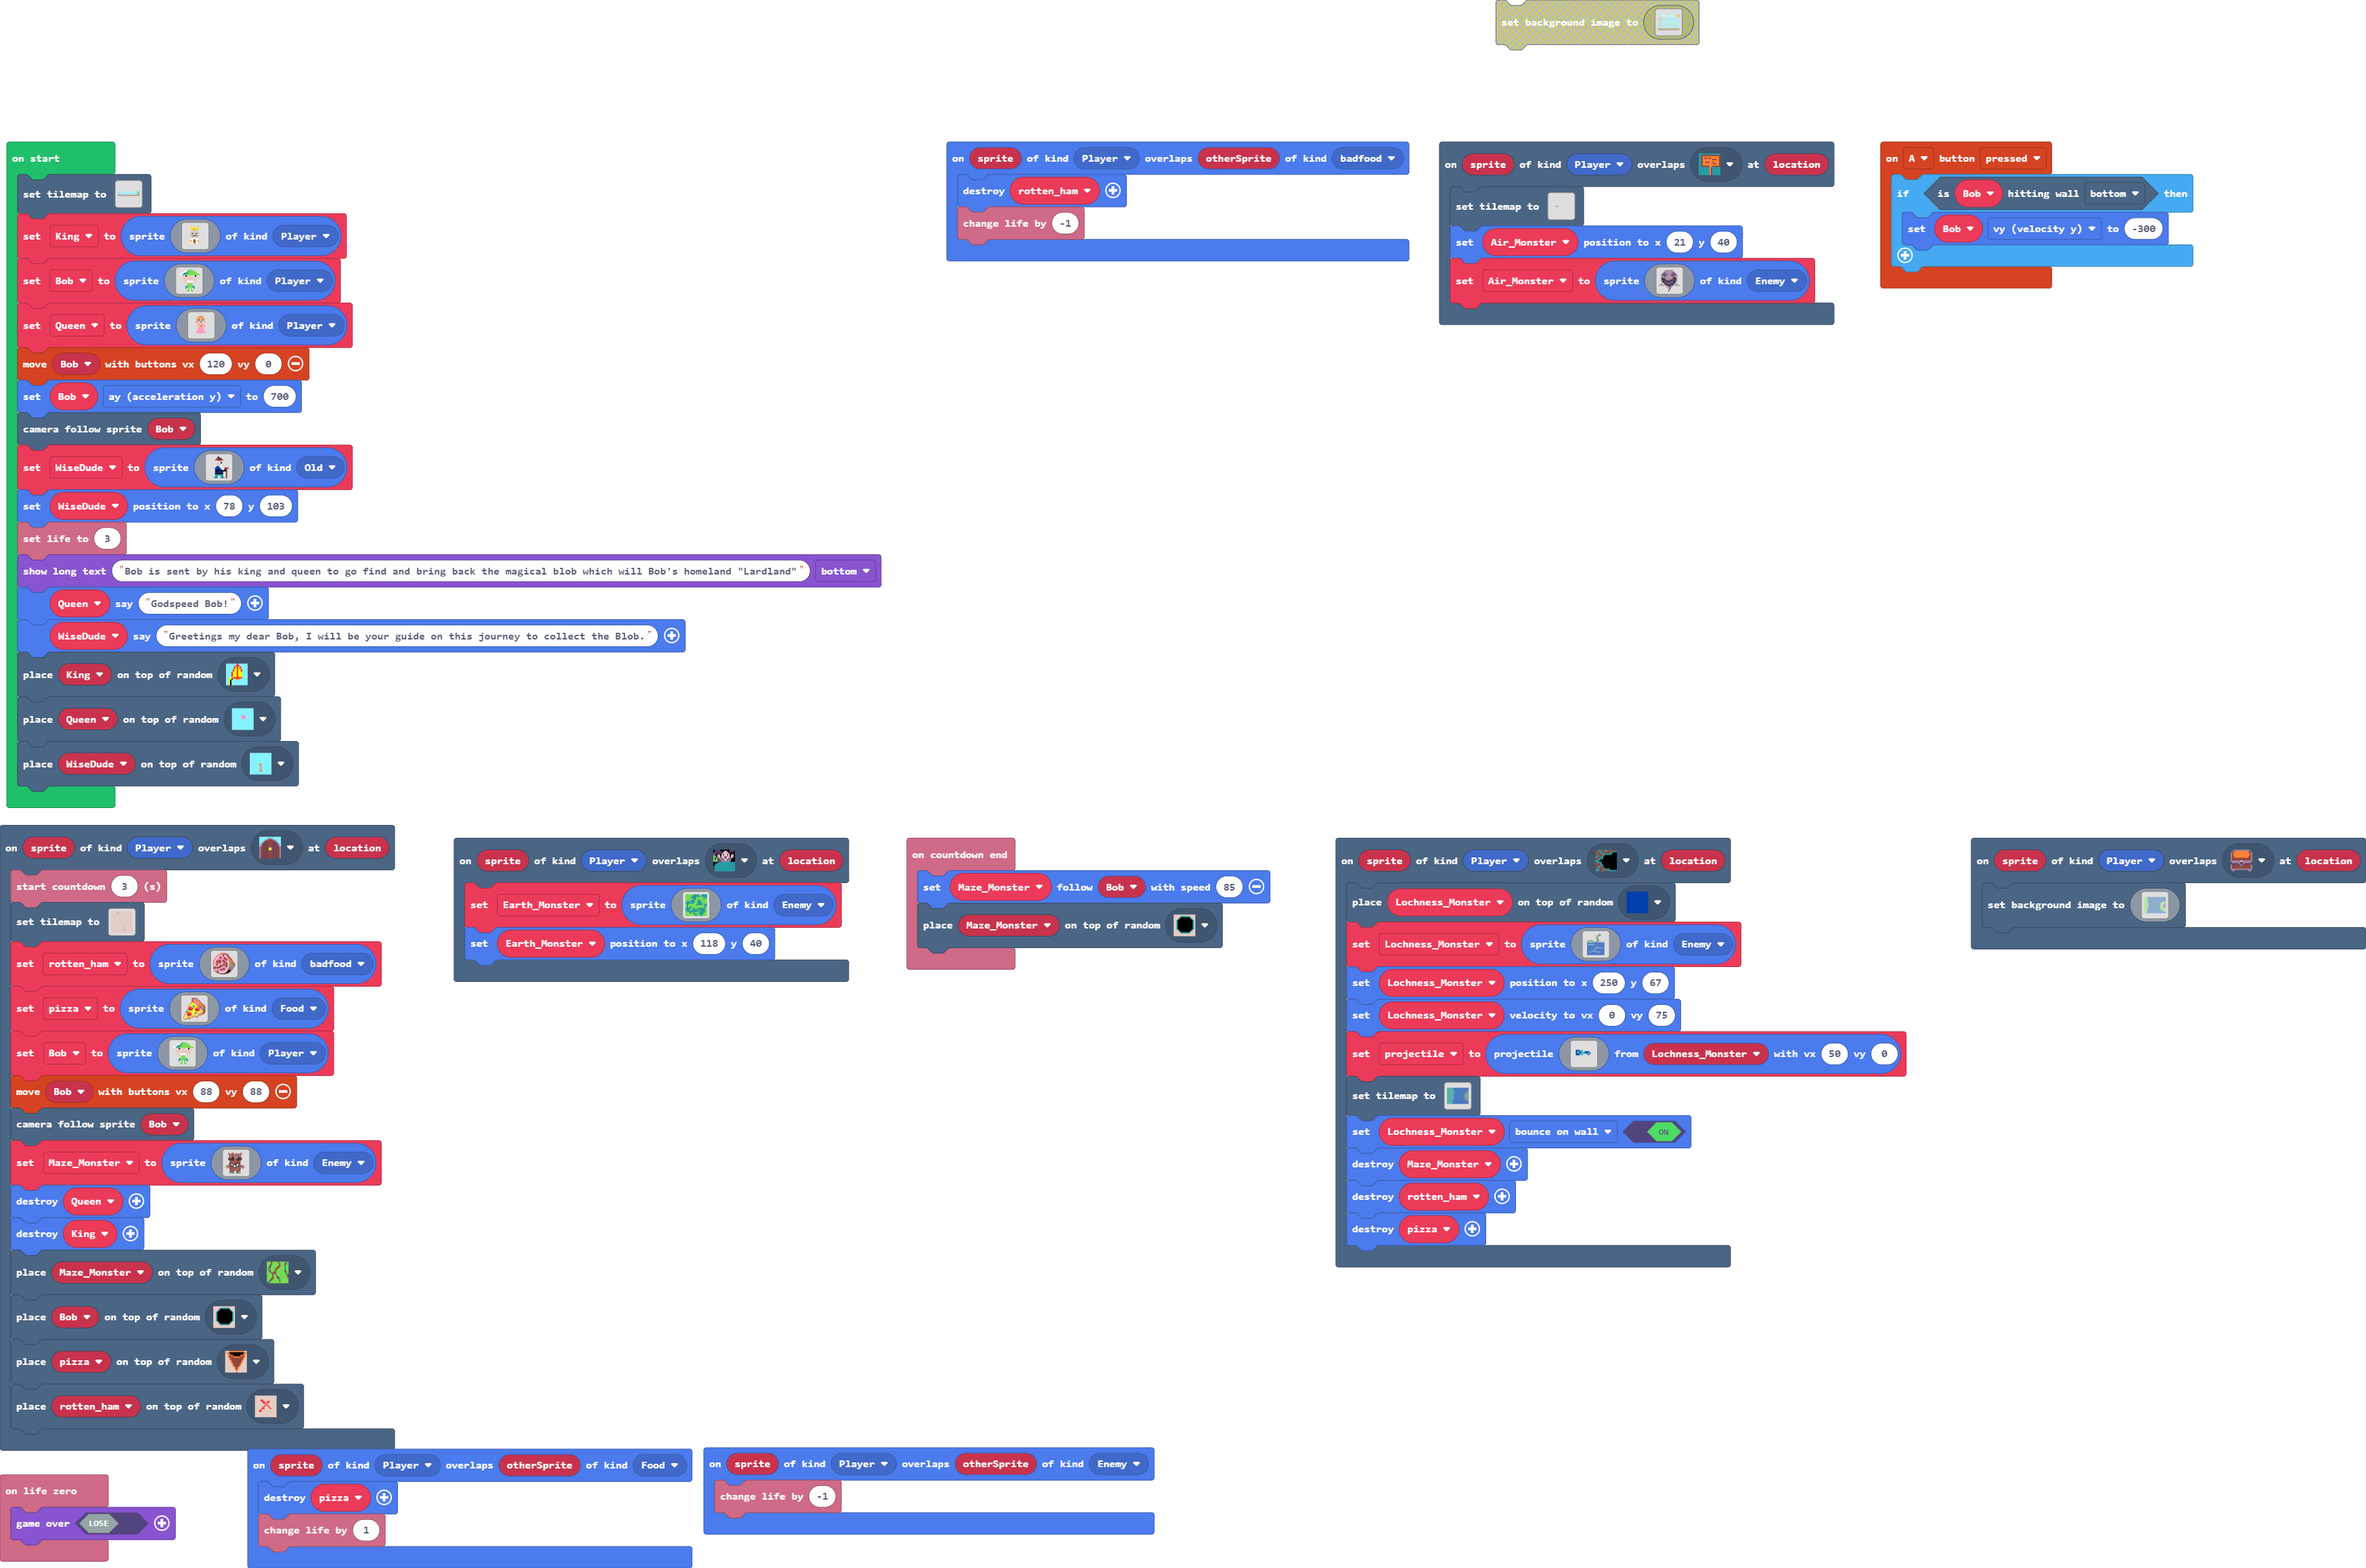 set background image to
on start
set tilemap to
set King to sprite of kind Player
set Bob to sprite of kind Player
set Queen to sprite of kind Player
move Bob with buttons vx 120 vy 0
set Bob ay (acceleration y) to 700
camera follow sprite Bob
set WiseDude to sprite of kind Old
set WiseDude position to x 78 y 103
set life to 3
show long text "Bob is sent by his king and queen to go find and bring back the magical blob which will Bob's homeland "Lardland"" bottom
Queen say "Godspeed Bob!"
WiseDude say "Greetings my dear Bob, I will be your guide on this journey to collect the Blob."
place King on top of random
place Queen on top of random
place WiseDude on top of random
on sprite of kind Player overlaps otherSprite of kind badfood
destroy rotten_ham
change life by -1
on sprite of kind Player overlaps at location
set tilemap to
set Air_Monster position to x 21 y 40
set Air_Monster to sprite of kind Enemy
on A button pressed
if is Bob hitting wall bottom then
set Bob vy (velocity y) to -300
on sprite of kind Player overlaps at location
start countdown 3 (s)
set tilemap to
set rotten_ham to sprite of kind badfood
set pizza to sprite of kind Food
set Bob to sprite of kind Player
move Bob with buttons vx 88 vy 88
camera follow sprite Bob
set Maze_Monster to sprite of kind Enemy
destroy Queen
destroy King
place Maze_Monster on top of random
place Bob on top of random
place pizza on top of random
place rotten_ham on top of random
on sprite of kind Player overlaps at location
set Earth_Monster to sprite of kind Enemy
set Earth_Monster position to x 118 y 40
on countdown end
set Maze_Monster follow Bob with speed 85
place Maze_Monster on top of random
on sprite of kind Player overlaps at location
place Lochness_Monster on top of random
set Lochness_Monster to sprite of kind Enemy
set Lochness_Monster position to x 250 y 67
set Lochness_Monster velocity to vx 0 vy 75
set projectile to projectile from Lochness_Monster with vx 50 vy 0
set tilemap to
set Lochness_Monster bounce on wall ON
destroy Maze_Monster
destroy rotten_ham
destroy pizza
on sprite of kind Player overlaps at location
set background image to
on life zero
game over LOSE
on sprite of kind Player overlaps otherSprite of kind Food
destroy pizza
change life by 1
on sprite of kind Player overlaps otherSprite of kind Enemy
change life by -1